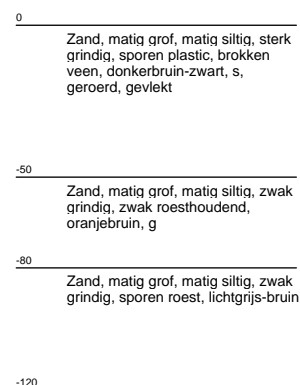 0
Zand, matig grof, matig siltig, sterk
grindig, sporen plastic, brokken
veen, donkerbruin-zwart, s,
geroerd, gevlekt
-50
Zand, matig grof, matig siltig, zwak
grindig, zwak roesthoudend,
oranjebruin, g
-80
Zand, matig grof, matig siltig, zwak
grindig, sporen roest, lichtgrijs-bruin
-120